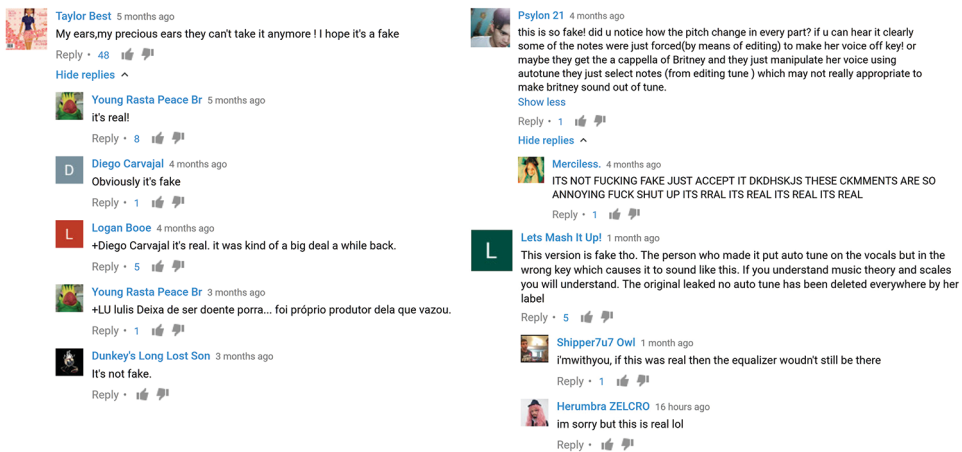 Taylor Best 5 months ago
My ears,my precious ears they can't take it anymore ! I hope it's a fake
Reply • 48
Hide replies
Young Rasta Peace Br 5 months ago
it's real!
Reply • 8
D
Diego Carvajal 4 months ago
Obviously it's fake
Reply • 1
L
Logan Booe 4 months ago
+Diego Carvajal it's real. it was kind of a big deal a while back.
Reply • 5
Young Rasta Peace Br 3 months ago
+LU lulis Deixa de ser doente porra... foi próprio produtor dela que vazou.
Reply • 1
Dunkey's Long Lost Son 3 months ago
It's not fake.
Reply •
Psylon 21 4 months ago
this is so fake! did u notice how the pitch change in every part? if u can hear it clearly
some of the notes were just forced(by means of editing) to make her voice off key! or
maybe they get the a cappella of Britney and they just manipulate her voice using
autotune they just select notes (from editing tune ) which may not really appropriate to
make britney sound out of tune.
Show less
Reply • 1
Hide replies
Merciless. 4 months ago
ITS NOT FUCKING FAKE JUST ACCEPT IT DKDHSKJS THESE CKMMENTS ARE SO
ANNOYING FUCK SHUT UP ITS RRAL ITS REAL ITS REAL ITS REAL
Reply • 1
L
Lets Mash It Up! 1 month ago
This version is fake tho. The person who made it put auto tune on the vocals but in the
wrong key which causes it to sound like this. If you understand music theory and scales
you will understand. The original leaked no auto tune has been deleted everywhere by her
label
Reply • 5
Shipper7u7 Owl 1 month ago
i'mwithyou, if this was real then the equalizer woudn't still be there
Reply • 1
Herumbra ZELCRO 16 hours ago
im sorry but this is real lol
Reply •